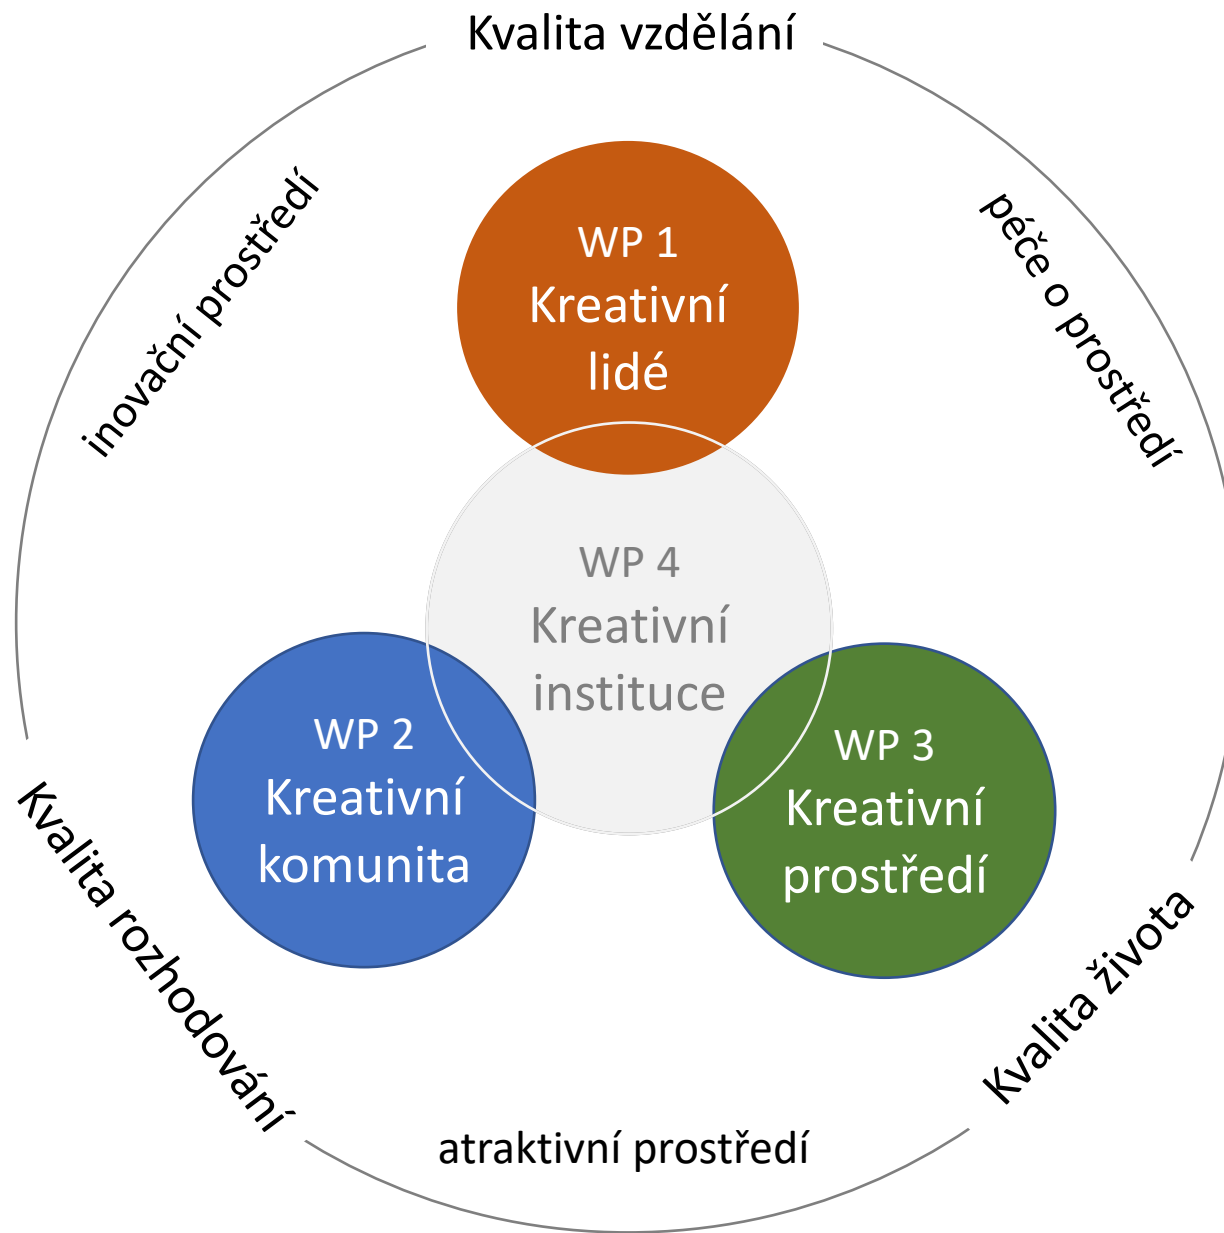 Kvalita vzdělání
inovační prostředí
péče o prostředí
WP 1
Kreativní
lidé
WP 4
Kreativní
instituce
WP 2
Kreativní
komunita
WP 3
Kreativní
prostředí
Kvalita rozhodování
Kvalita života
atraktivní prostředí